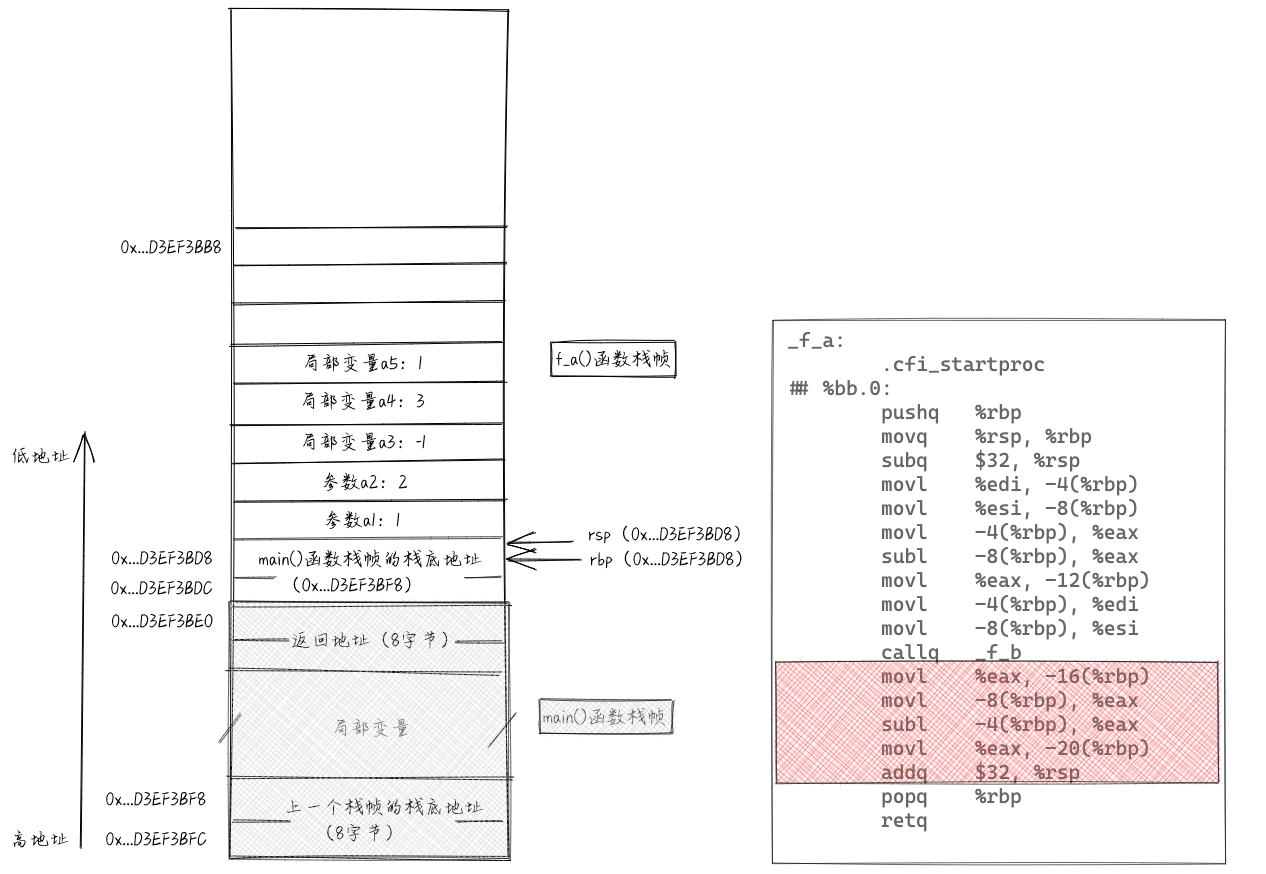 0x...D3EF3BB8
局部变量a5: 1
f_a()函数栈帧
局部变量a4: 3
局部变量a3: -1
低地址
参数a2: 2
参数a1: 1
rsp (0x...D3EF3BD8)
0x...D3EF3BD8
main()函数栈帧的栈底地址
rbp (0x...D3EF3BD8)
0x...D3EF3BDC
(0x...D3EF3BF8)
0x...D3EF3BE0
返回地址 (8字节)
main()函数栈帧
局部变量
0x...D3EF3BF8
上一个栈帧的栈底地址
(8字节)
高地址
0x...D3EF3BFC
_f_a:
.cfi_startproc
## %bb.0:
pushq %rbp
movq %rsp, %rbp
subq $32, %rsp
movl %edi, -4(%rbp)
movl %esi, -8(%rbp)
movl -4(%rbp), %eax
subl -8(%rbp), %eax
movl %eax, -12(%rbp)
movl -4(%rbp), %edi
movl -8(%rbp), %esi
callq _f_b
movl %eax, -16(%rbp)
movl -8(%rbp), %eax
subl -4(%rbp), %eax
movl %eax, -20(%rbp)
addq $32, %rsp
popq %rbp
retq